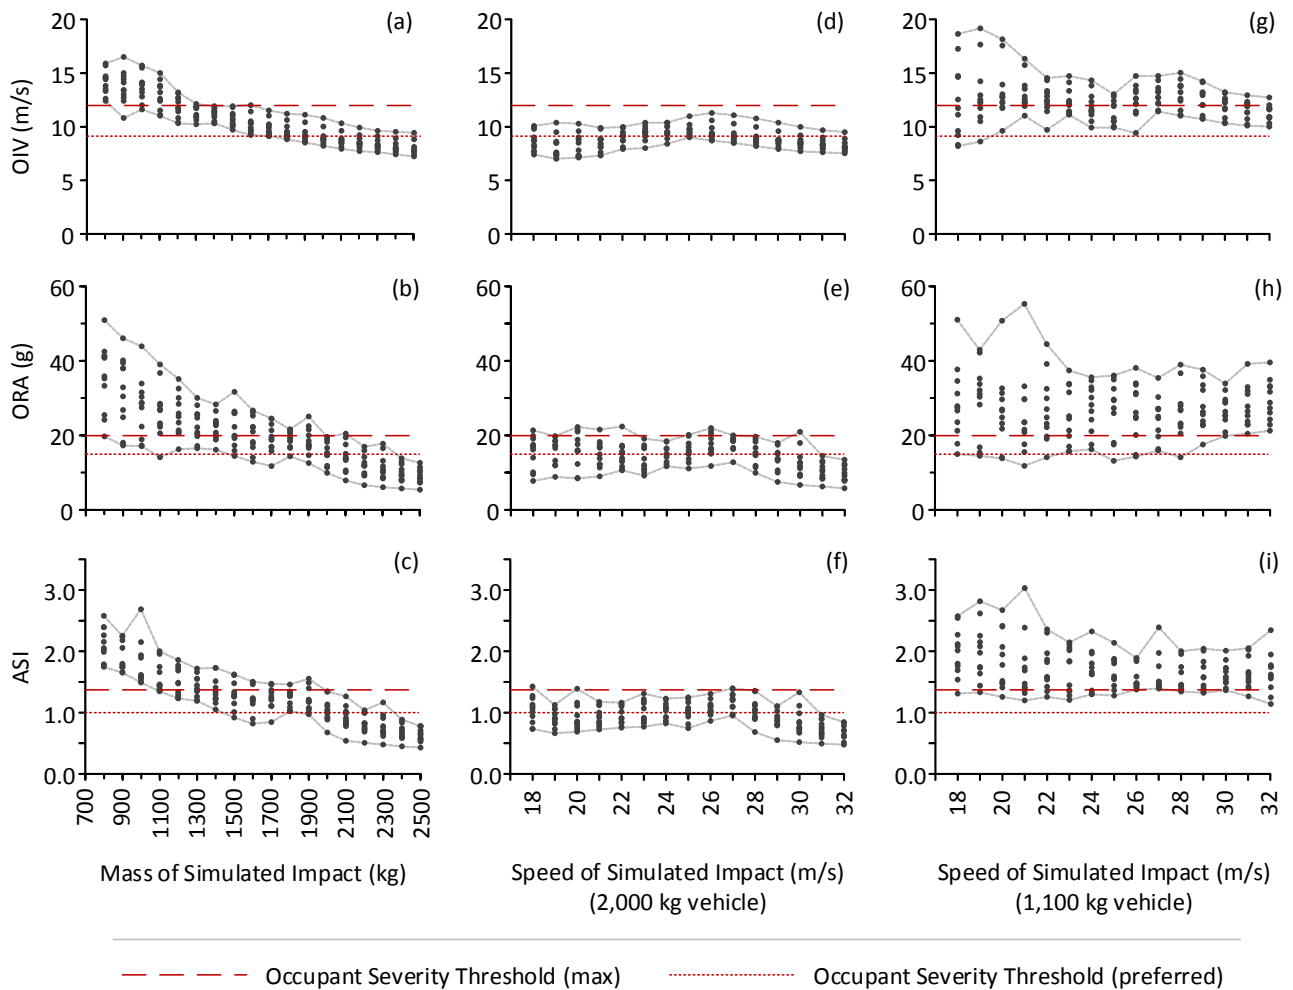 (a)
20
15
10
5
0
OIV (m/s)
(d)
20
15
10
5
0
(g)
20
15
10
5
0
(b)
60
40
20
0
ORA (g)
(e)
60
40
20
0
(h)
60
40
20
0
(c)
3.0
2.0
1.0
0.0
ASI
700 900 1100 1300 1500 1700 1900 2100 2300 2500
Mass of Simulated Impact (kg)
(f)
3.0
2.0
1.0
0.0
18 20 22 24 26 28 30 32
Speed of Simulated Impact (m/s)
(2,000 kg vehicle)
(i)
3.0
2.0
1.0
0.0
18 20 22 24 26 28 30 32
Speed of Simulated Impact (m/s)
(1,100 kg vehicle)
Occupant Severity Threshold (max)
Occupant Severity Threshold (preferred)